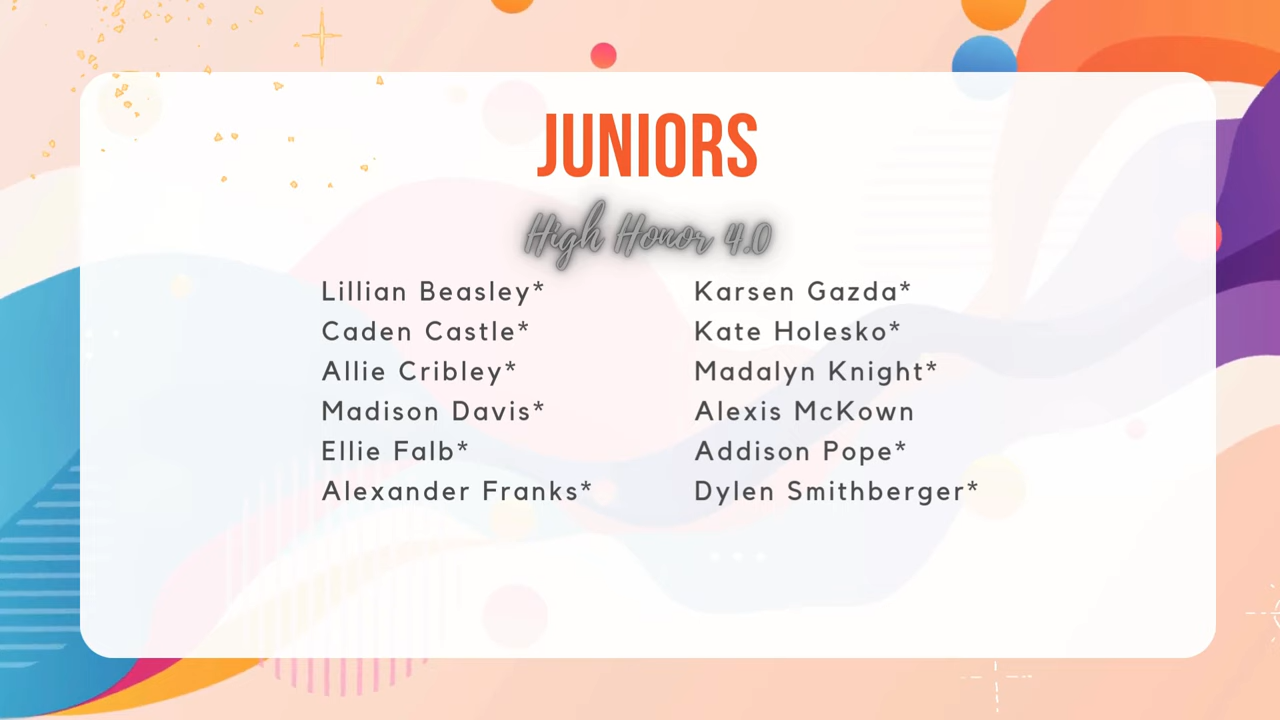 JUNIORS
High Honor 4.0
Lillian Beasley*
Caden Castle*
Allie Cribley*
Madison Davis*
Ellie Falb*
Alexander Franks*
Karsen Gazda*
Kate Holesko*
Madalyn Knight*
Alexis McKown
Addison Pope*
Dylen Smithberger*